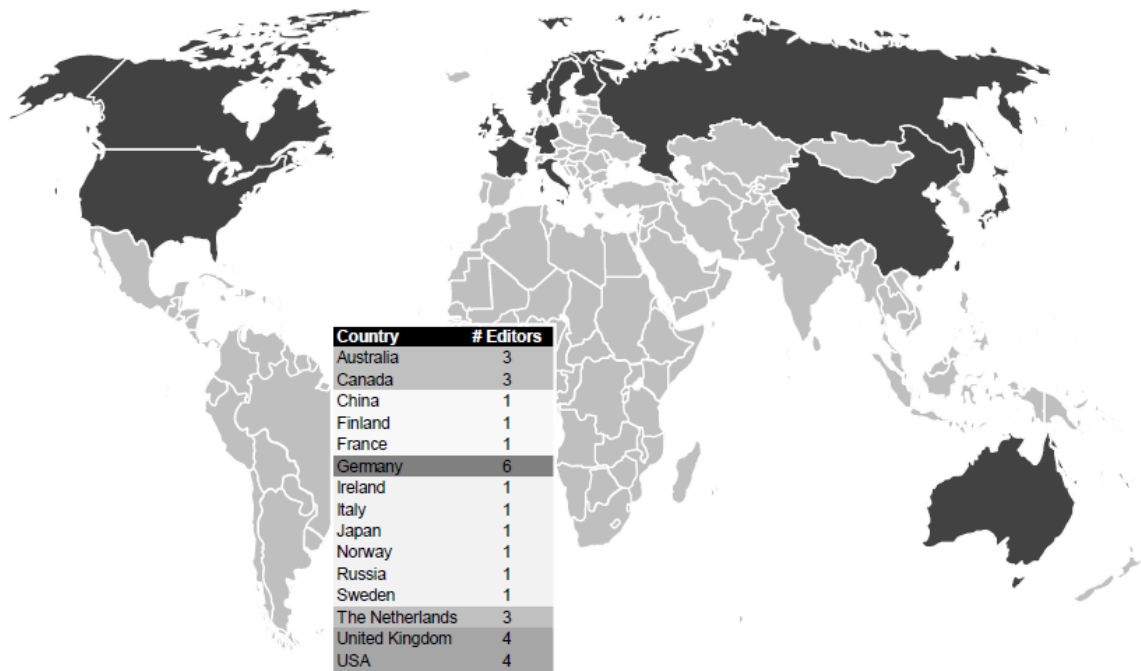 Country # Editors
Australia 3
Canada 3
China 1
Finland 1
France 1
Germany 6
Ireland 1
Italy 1
Japan 1
Norway 1
Russia 1
Sweden 1
The Netherlands 3
United Kingdom 4
USA 4